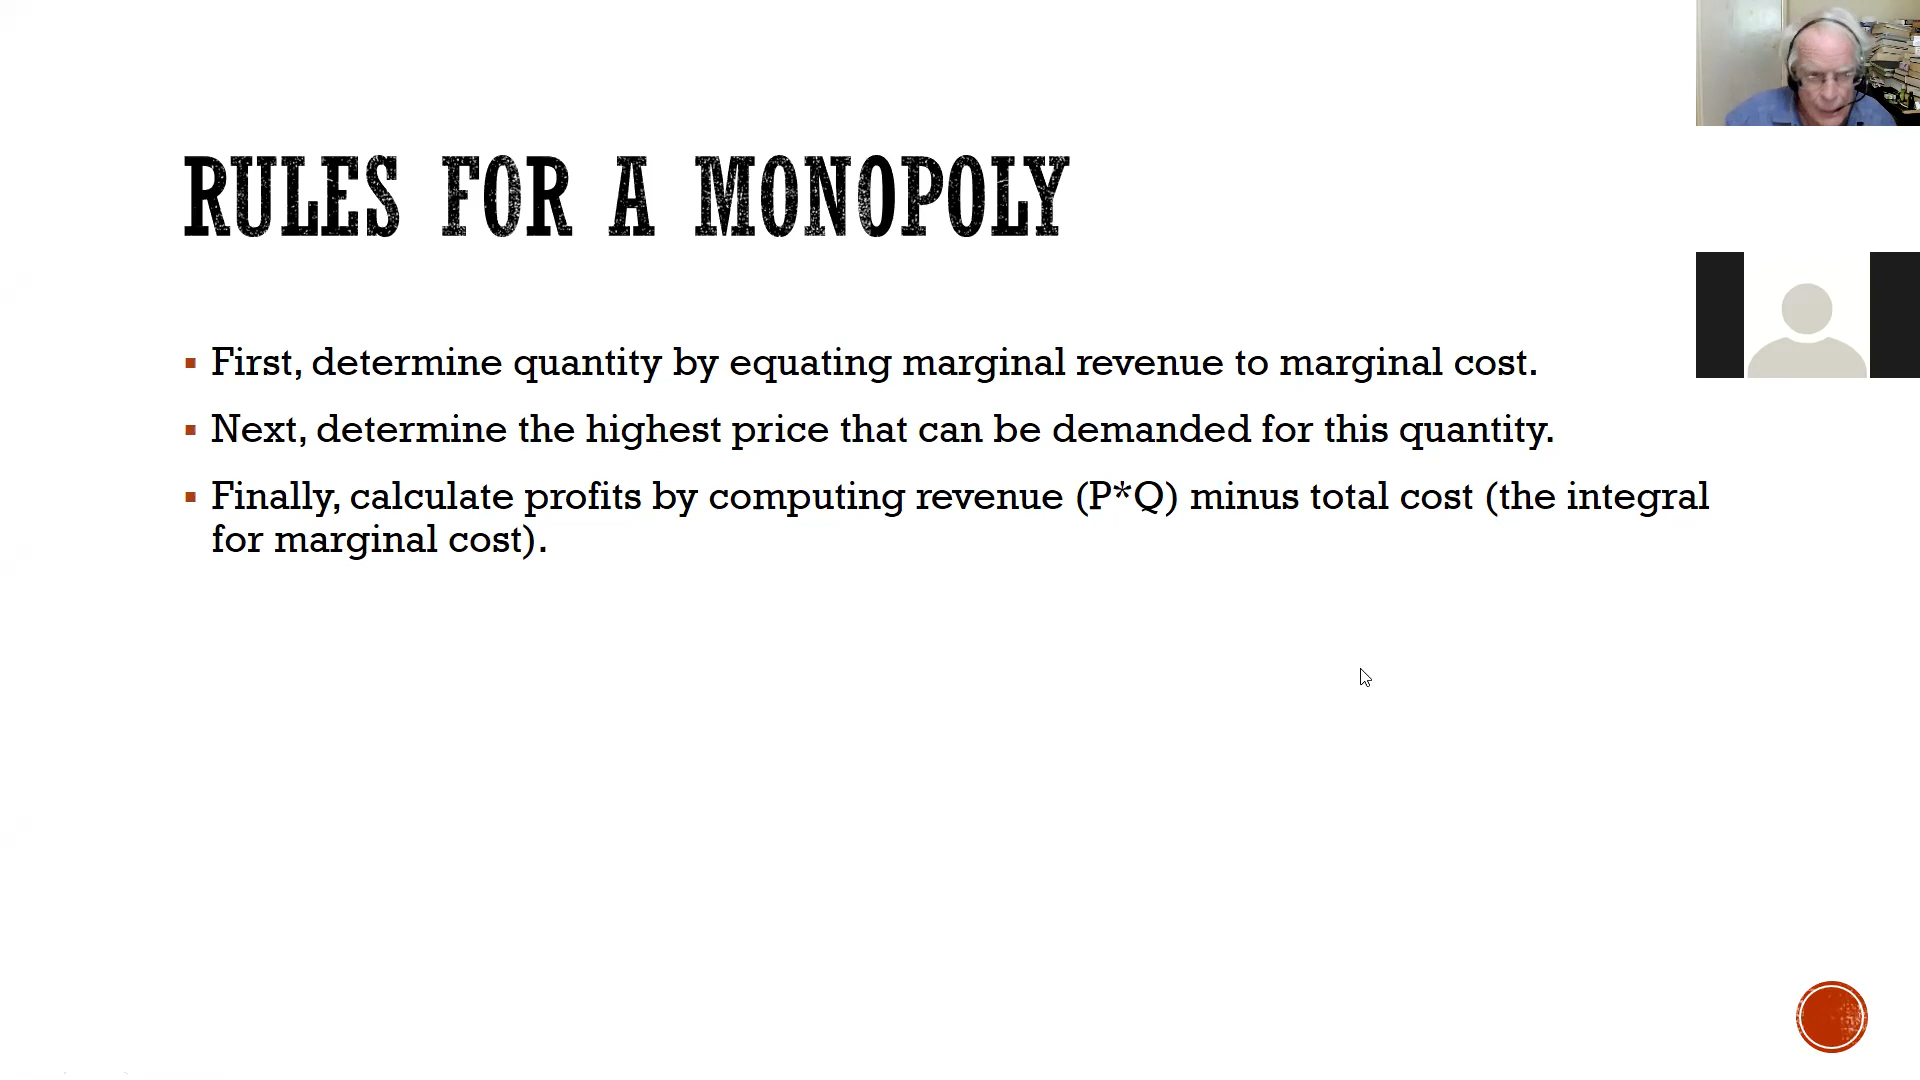 RULES FOR A MONOPOLY
▪ First, determine quantity by equating marginal revenue to marginal cost.
▪ Next, determine the highest price that can be demanded for this quantity.
▪ Finally, calculate profits by computing revenue (P*Q) minus total cost (the integral
for marginal cost).